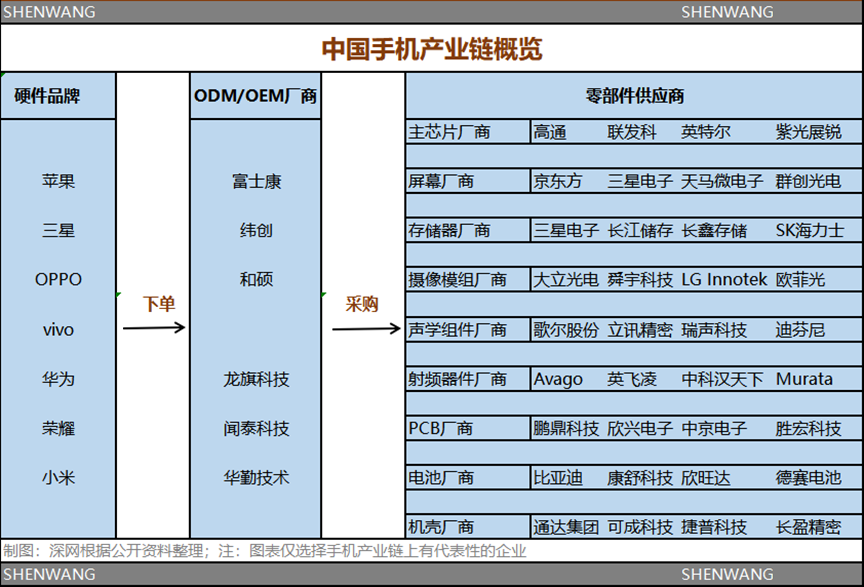 SHENWANG SHENWANG
中国手机产业链概览
硬件品牌 ODM/OEM厂商 零部件供应商
主芯片厂商 高通 联发科 英特尔 紫光展锐
苹果 富士康 屏幕厂商 京东方 三星电子 天马微电子 群创光电
三星 纬创 存储器厂商 三星电子 长江储存 长鑫存储 SK海力士
OPPO 和硕 摄像模组厂商 大立光电 舜宇科技 LG Innotek 欧菲光
下单 采购
vivo 声学组件厂商 歌尔股份 立讯精密 瑞声科技 迪芬尼
华为 龙旗科技 射频器件厂商 Avago 英飞凌 中科汉天下 Murata
荣耀 闻泰科技 PCB厂商 鹏鼎科技 欣兴电子 中京电子 胜宏科技
小米 华勤技术 电池厂商 比亚迪 康舒科技 欣旺达 德赛电池
机壳厂商 通达集团 可成科技 捷普科技 长盈精密
制图：深网根据公开资料整理；注：图表仅选择手机产业链上有代表性的企业
SHENWANG SHENWANG